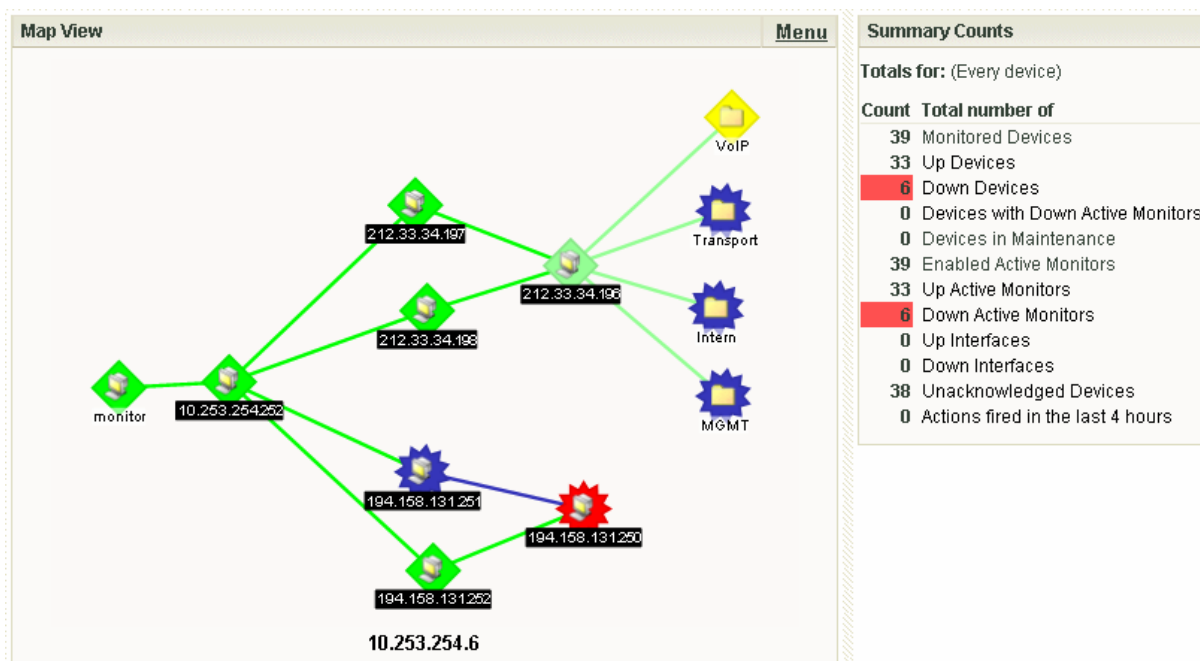 Map View
Menu
VoIP
212.33.34.197
Transport
212.33.34.196
Intern
212.33.34.198
monitor
10.253.254.252
MGMT
194.158.131.251
194.158.131.250
194.158.131.252
10.253.254.6
Summary Counts
Totals for: (Every device)
Count Total number of
39 Monitored Devices
33 Up Devices
6 Down Devices
0 Devices with Down Active Monitors
0 Devices in Maintenance
39 Enabled Active Monitors
33 Up Active Monitors
6 Down Active Monitors
0 Up Interfaces
0 Down Interfaces
38 Unacknowledged Devices
0 Actions fired in the last 4 hours